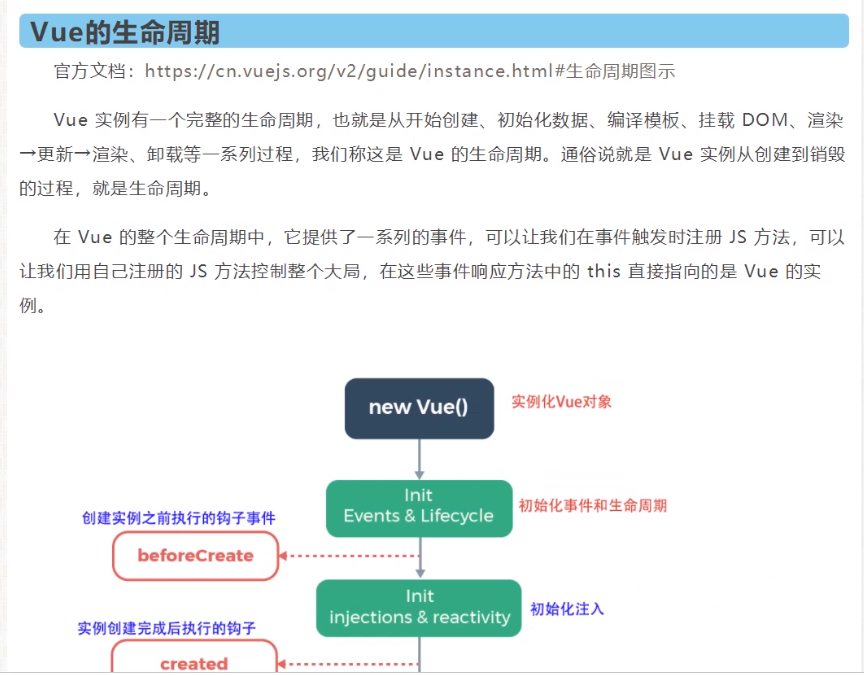 Vue的生命周期
官方文档：https://cn.vuejs.org/v2/guide/instance.html#生命周期图示
Vue 实例有一个完整的生命周期，也就是从开始创建、初始化数据、编译模板、挂载 DOM、渲染
→更新→渲染、卸载等一系列过程，我们称这是 Vue 的生命周期。通俗说就是 Vue 实例从创建到销毁
的过程，就是生命周期。
在 Vue 的整个生命周期中，它提供了一系列的事件，可以让我们在事件触发时注册 JS 方法，可以
让我们用自己注册的 JS 方法控制整个大局，在这些事件响应方法中的 this 直接指向的是 Vue 的实
例。
new Vue()
实例化Vue对象
Init
Events & Lifecycle
初始化事件和生命周期
创建实例之前执行的钩子事件
beforeCreate
Init
injections & reactivity
初始化注入
实例创建完成后执行的钩子
created